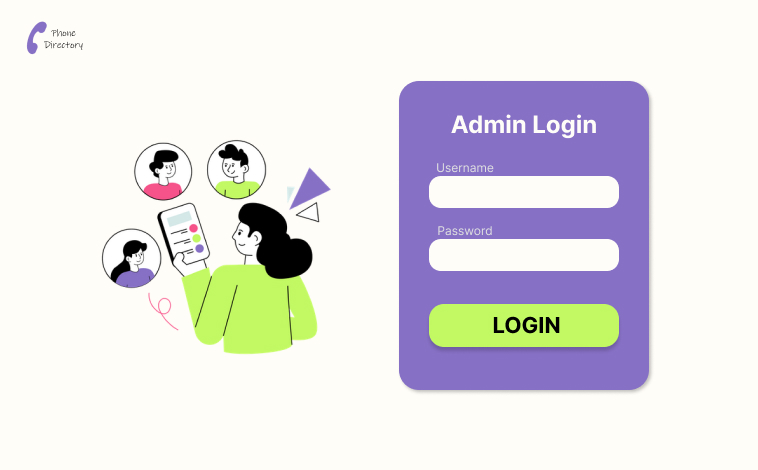 Phone
Directory
Admin Login
Username
Password
LOGIN